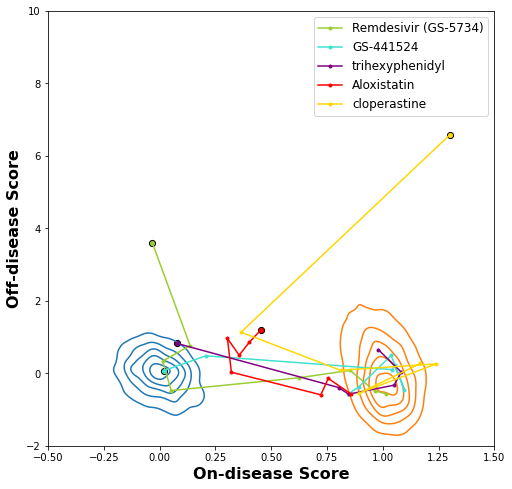 10
8
6
4
2
0
−2
Off-disease Score
Remdesivir (GS-5734)
GS-441524
trihexyphenidyl
Aloxistatin
cloperastine
−0.50 −0.25 0.00 0.25 0.50 0.75 1.00 1.25 1.50
On-disease Score